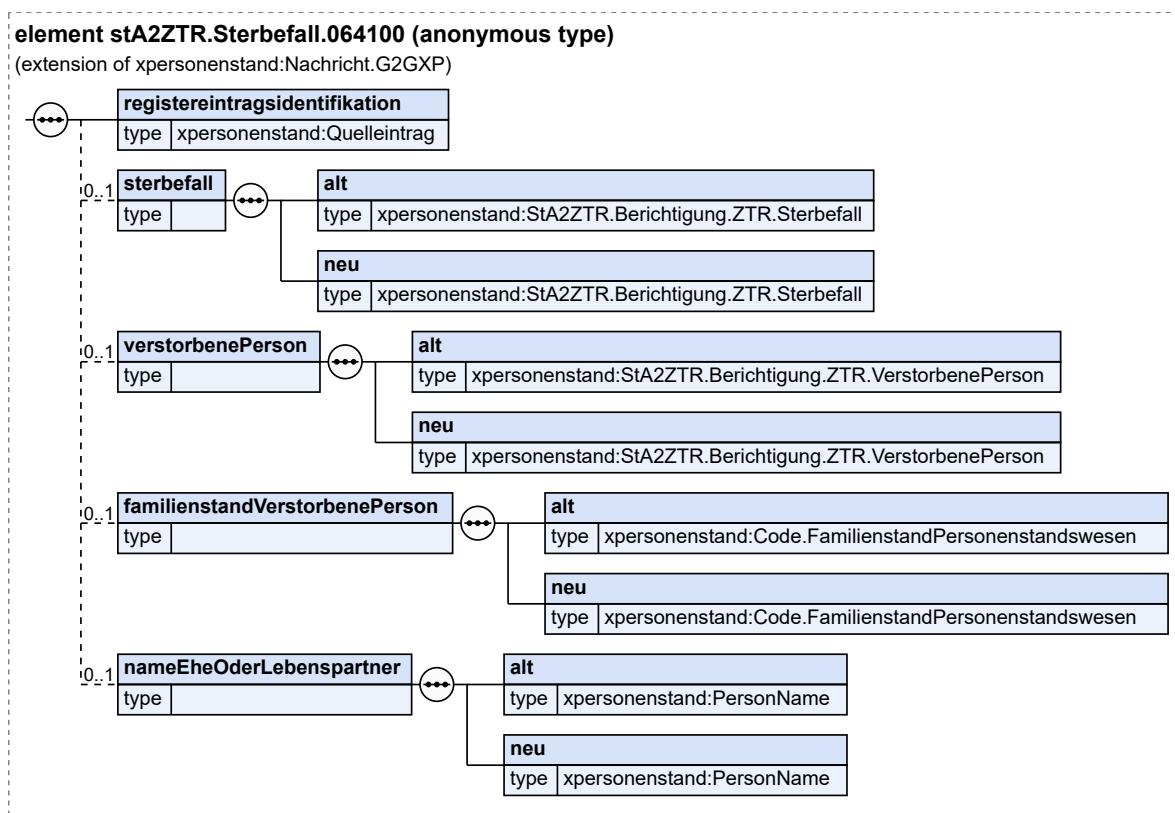 element stA2ZTR.Sterbefall.064100 (anonymous type)
(extension of xpersonenstand:Nachricht.G2GXP)
registereintragsidentifikation
type xpersonenstand:Quelleintrag
0..1 sterbefall
type
alt
type xpersonenstand:StA2ZTR.Berichtigung.ZTR.Sterbefall
neu
type xpersonenstand:StA2ZTR.Berichtigung.ZTR.Sterbefall
0..1 verstorbenePerson
type
alt
type xpersonenstand:StA2ZTR.Berichtigung.ZTR.VerstorbenePerson
neu
type xpersonenstand:StA2ZTR.Berichtigung.ZTR.VerstorbenePerson
0..1 familienstandVerstorbenePerson
type
alt
type xpersonenstand:Code.FamilienstandPersonenstandswesen
neu
type xpersonenstand:Code.FamilienstandPersonenstandswesen
0..1 nameEheOderLebenspartner
type
alt
type xpersonenstand:PersonName
neu
type xpersonenstand:PersonName